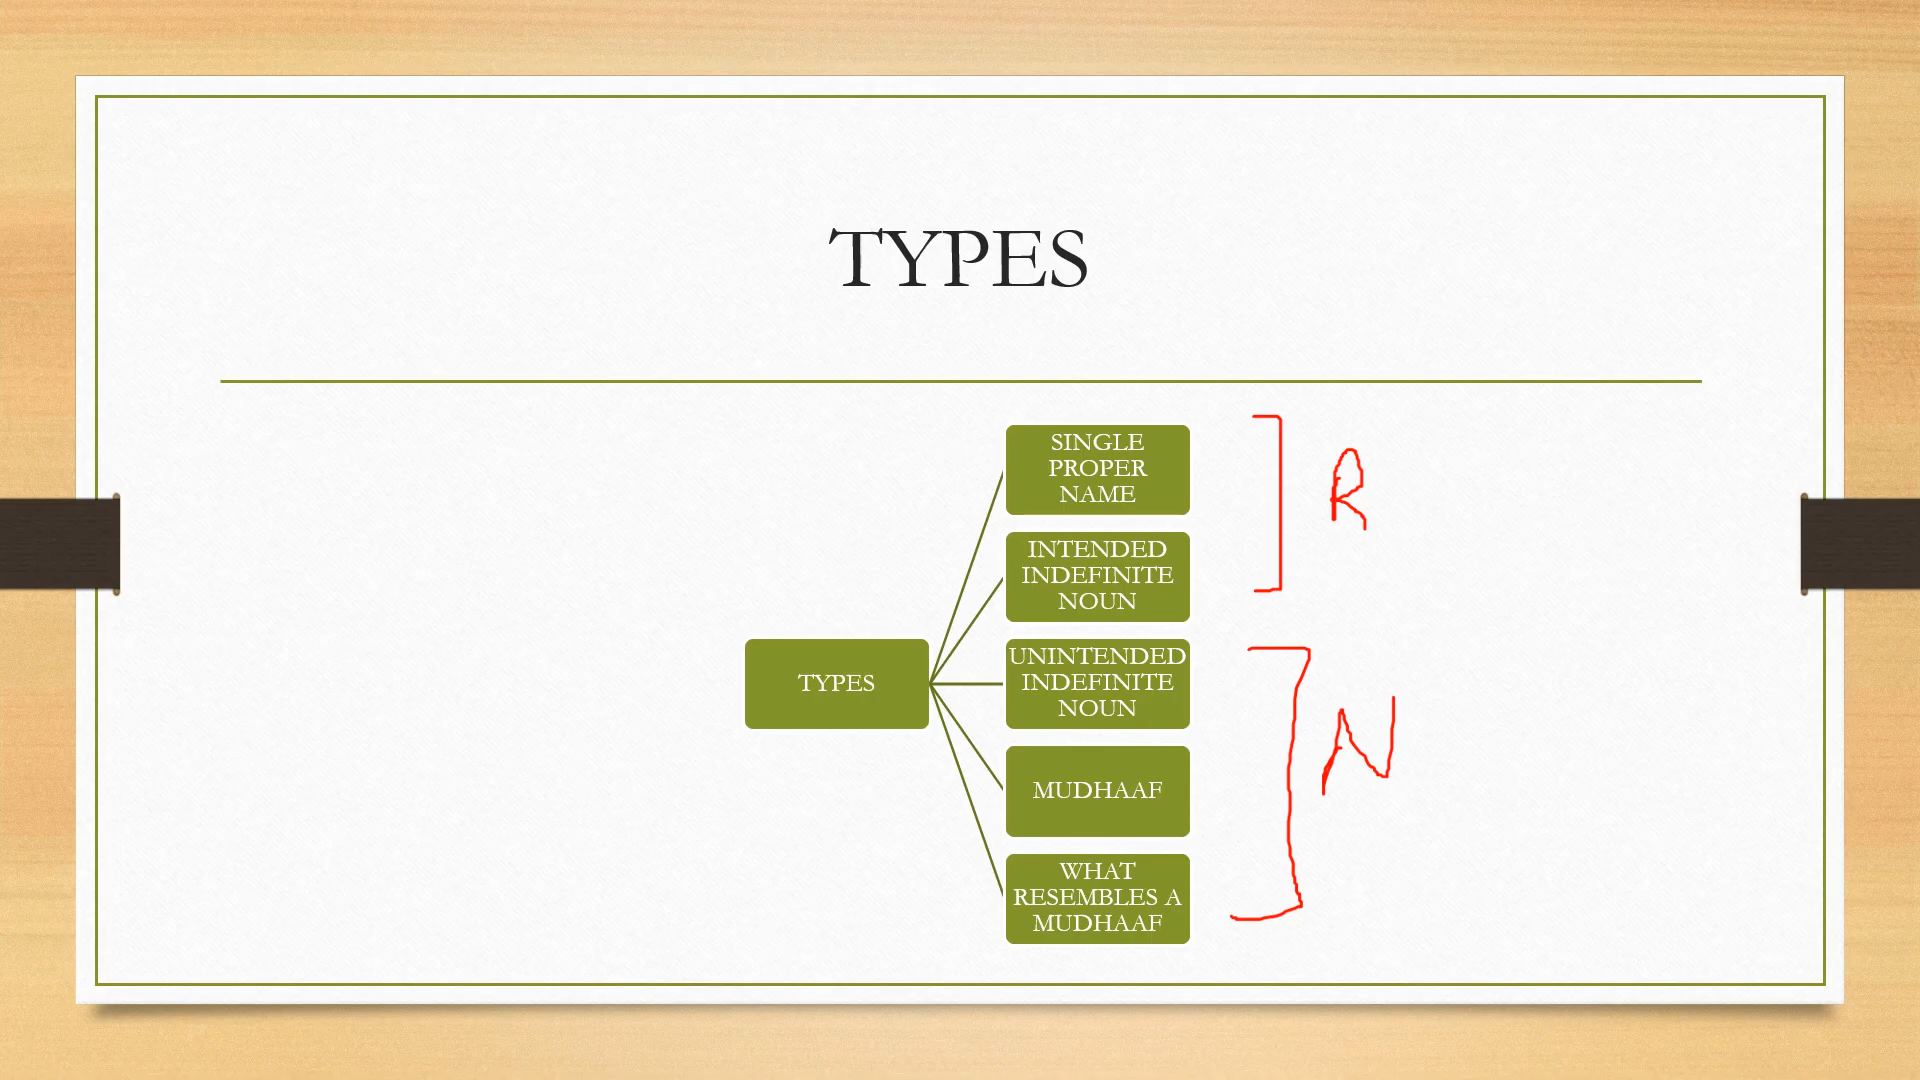 TYPES
SINGLE
PROPER
NAME
R
INTENDED
INDEFINITE
NOUN
TYPES
UNINTENDED
INDEFINITE
NOUN
MUDHAAF
N
WHAT
RESEMBLES A
MUDHAAF